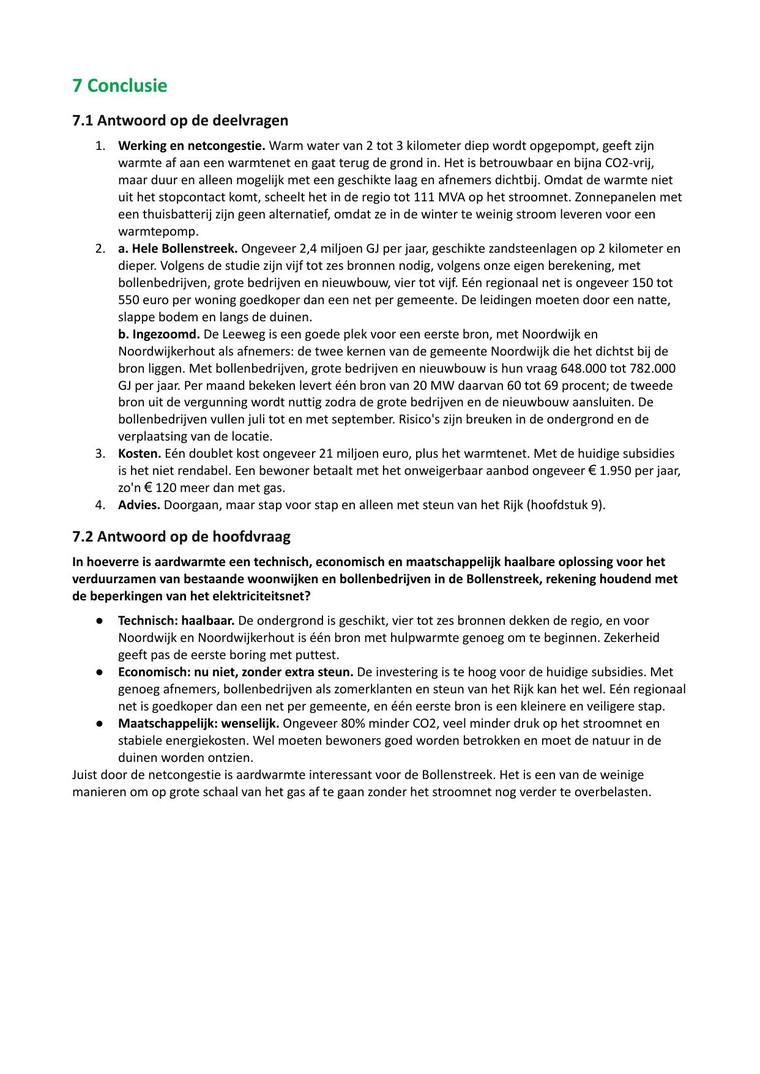 7 Conclusie
7.1 Antwoord op de deelvragen
1. Werking en netcongestie. Warm water van 2 tot 3 kilometer diep wordt opgepompt, geeft zijn
warmte af aan een warmtenet en gaat terug de grond in. Het is betrouwbaar en bijna CO2-vrij,
maar duur en alleen mogelijk met een geschikte laag en afnemers dichtbij. Omdat de warmte niet
uit het stopcontact komt, scheelt het in de regio tot 111 MVA op het stroomnet. Zonnepanelen met
een thuisbatterij zijn geen alternatief, omdat ze in de winter te weinig stroom leveren voor een
warmtepomp.
2. a. Hele Bollenstreek. Ongeveer 2,4 miljoen GJ per jaar, geschikte zandsteenlagen op 2 kilometer en
dieper. Volgens de studie zijn vijf tot zes bronnen nodig, volgens onze eigen berekening, met
bollenbedrijven, grote bedrijven en nieuwbouw, vier tot vijf. Eén regionaal net is ongeveer 150 tot
550 euro per woning goedkoper dan een net per gemeente. De leidingen moeten door een natte,
slappe bodem en langs de duinen.
b. Ingezoomd. De Leeweg is een goede plek voor een eerste bron, met Noordwijk en
Noordwijkerhout als afnemers: de twee kernen van de gemeente Noordwijk die het dichtst bij de
bron liggen. Met bollenbedrijven, grote bedrijven en nieuwbouw is hun vraag 648.000 tot 782.000
GJ per jaar. Per maand bekeken levert één bron van 20 MW daarvan 60 tot 69 procent; de tweede
bron uit de vergunning wordt nuttig zodra de grote bedrijven en de nieuwbouw aansluiten. De
bollenbedrijven vullen juli tot en met september. Risico's zijn breuken in de ondergrond en de
verplaatsing van de locatie.
3. Kosten. Eén doublet kost ongeveer 21 miljoen euro, plus het warmtenet. Met de huidige subsidies
is het niet rendabel. Een bewoner betaalt met het onweigerbaar aanbod ongeveer € 1.950 per jaar,
zo'n € 120 meer dan met gas.
4. Advies. Doorgaan, maar stap voor stap en alleen met steun van het Rijk (hoofdstuk 9).
7.2 Antwoord op de hoofdvraag
In hoeverre is aardwarmte een technisch, economisch en maatschappelijk haalbare oplossing voor het
verduurzamen van bestaande woonwijken en bollenbedrijven in de Bollenstreek, rekening houdend met
de beperkingen van het elektriciteitsnet?
● Technisch: haalbaar. De ondergrond is geschikt, vier tot zes bronnen dekken de regio, en voor
Noordwijk en Noordwijkerhout is één bron met hulpwarmte genoeg om te beginnen. Zekerheid
geeft pas de eerste boring met puttest.
● Economisch: nu niet, zonder extra steun. De investering is te hoog voor de huidige subsidies. Met
genoeg afnemers, bollenbedrijven als zomerklanten en steun van het Rijk kan het wel. Eén regionaal
net is goedkoper dan een net per gemeente, en één eerste bron is een kleinere en veiligere stap.
● Maatschappelijk: wenselijk. Ongeveer 80% minder CO2, veel minder druk op het stroomnet en
stabiele energiekosten. Wel moeten bewoners goed worden betrokken en moet de natuur in de
duinen worden ontzien.
Juist door de netcongestie is aardwarmte interessant voor de Bollenstreek. Het is een van de weinige
manieren om op grote schaal van het gas af te gaan zonder het stroomnet nog verder te overbelasten.